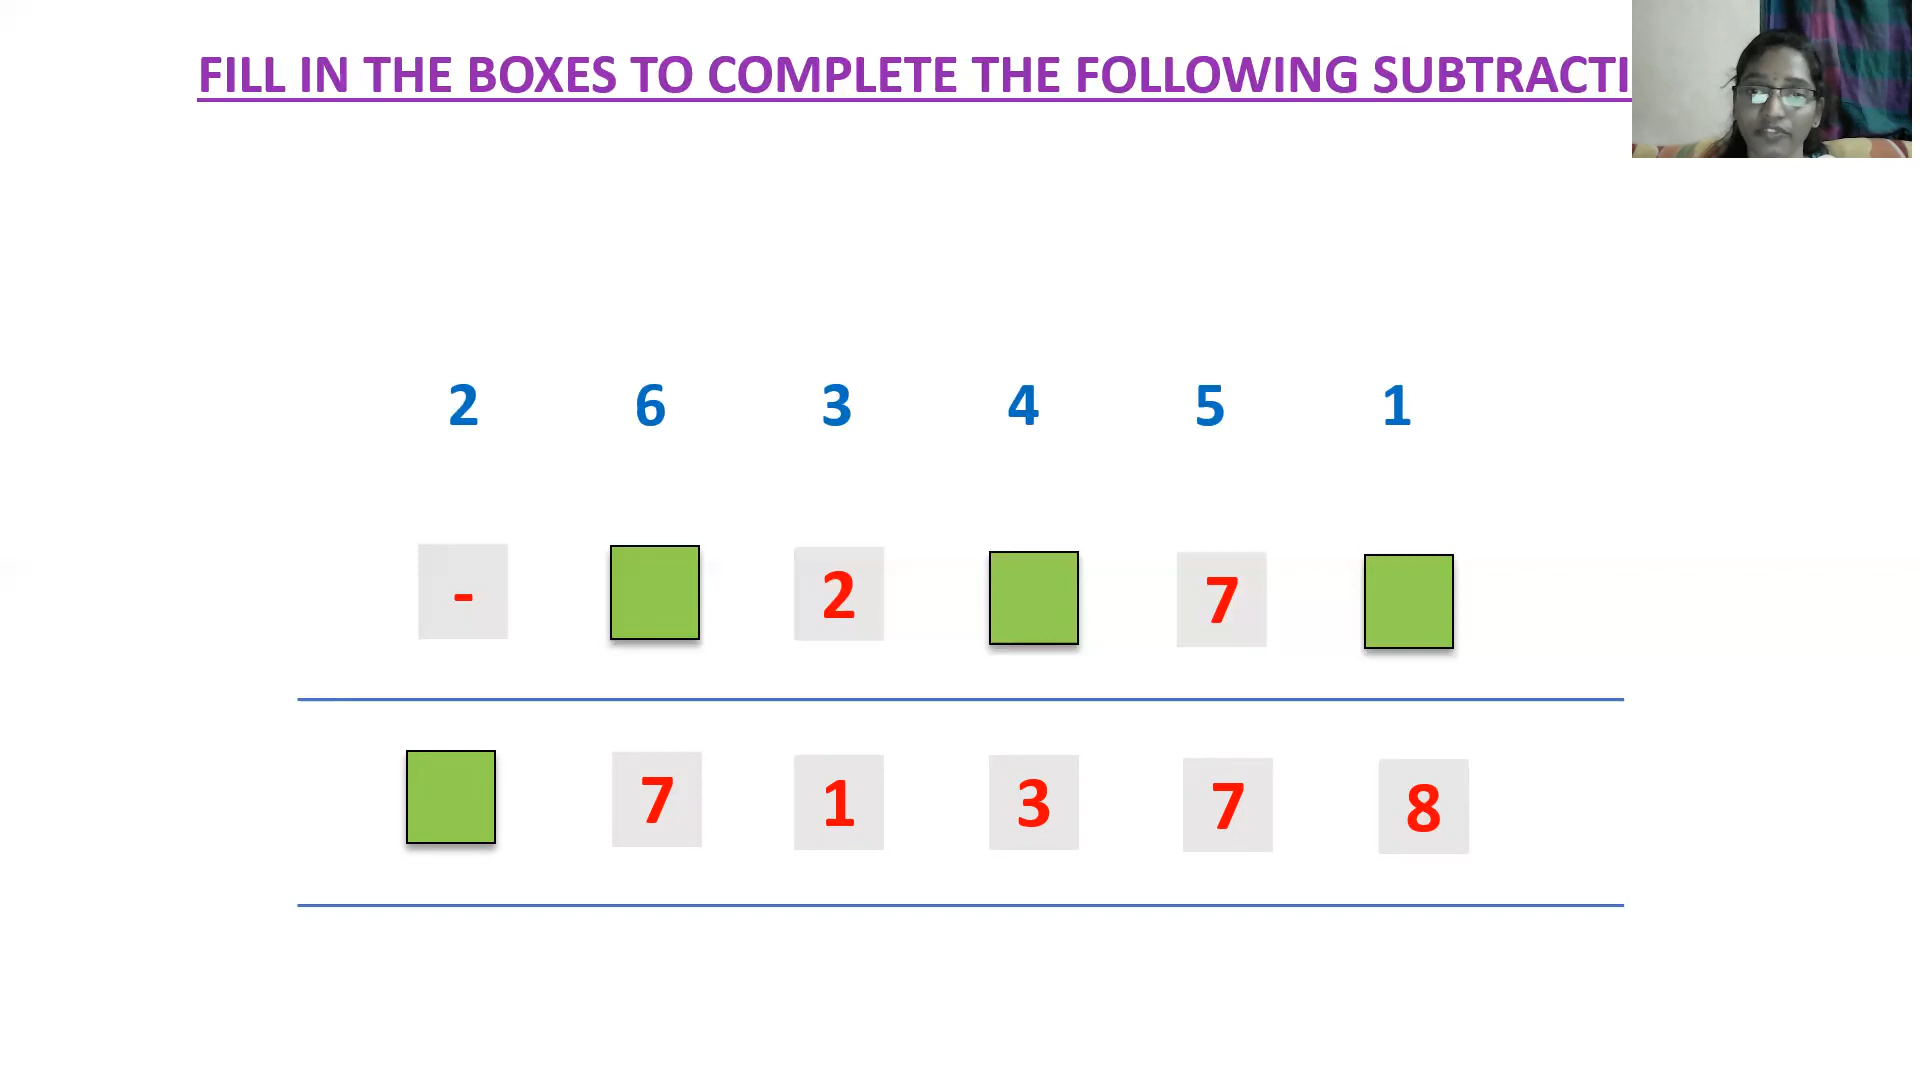 FILL IN THE BOXES TO COMPLETE THE FOLLOWING SUBTRACTI
2 6 3 4 5 1
- 2 7
7 1 3 7 8